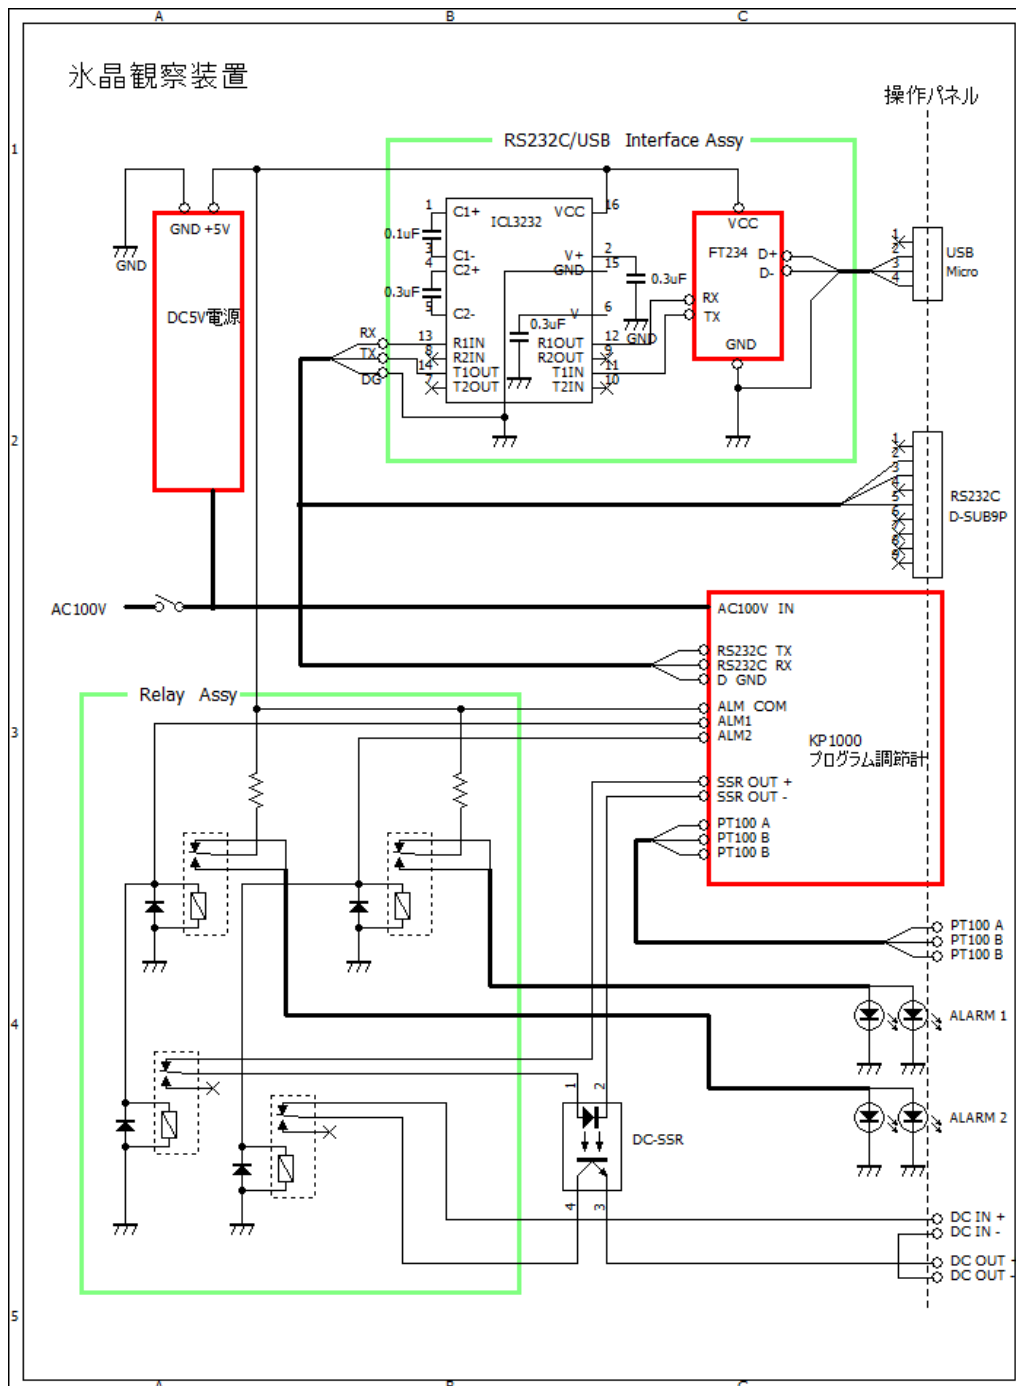 A B C
氷晶観察装置
操作パネル
1
RS232C/USB Interface Assy
GND +5V
GND
DC5V電源
1 C1+
0.1uF
3 C1-
4 C2+
0.3uF
5 C2-
ICL3232
VCC 16
V+ 2
GND 15
0.3uF
V 6
0.3uF
GND
RX 13 R1IN
TX 8 R2IN
14 T1OUT
DG 7 T2OUT
R1OUT 12
R2OUT 9
T1IN 11
T2IN 10
VCC
FT234 D+
D-
RX
TX
GND
1
2
3
4
USB
Micro
2
1
2
3
4
5
6
7
8
9
RS232C
D-SUB9P
AC100V
AC100V IN
RS232C TX
RS232C RX
D GND
Relay Assy
3
ALM COM
ALM1
ALM2
KP1000
プログラム調節計
SSR OUT +
SSR OUT -
PT100 A
PT100 B
PT100 B
PT100 A
PT100 B
PT100 B
4
ALARM 1
1 2
ALARM 2
DC-SSR
4 3
DC IN +
DC IN -
DC OUT +
DC OUT -
5
A B C